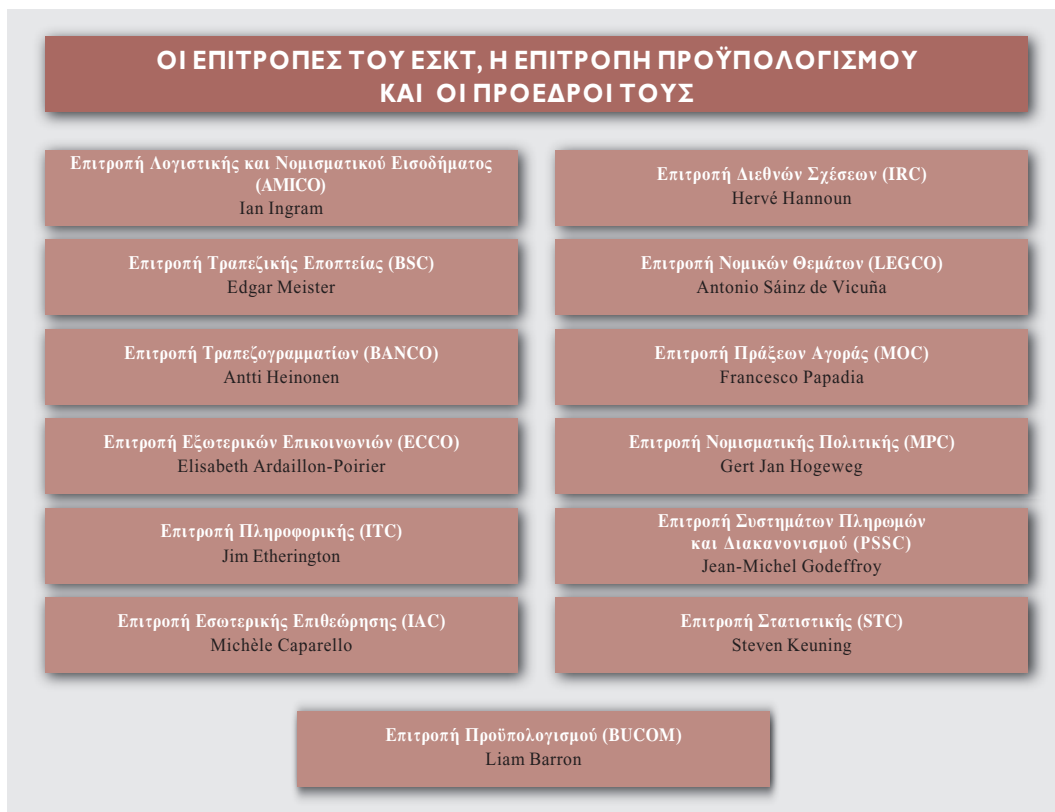 ΟΙ ΕΠΙΤΡΟΠΕΣ ΤΟΥ ΕΣΚΤ, Η ΕΠΙΤΡΟΠΗ ΠΡΟΫΠΟΛΟΓΙΣΜΟΥ
ΚΑΙ ΟΙ ΠΡΟΕΔΡΟΙ ΤΟΥΣ
Επιτροπή Λογιστικής και Νομισματικού Εισοδήματος
(AMICO)
Ian Ingram
Επιτροπή Τραπεζικής Εποπτείας (BSC)
Edgar Meister
Επιτροπή Τραπεζογραμματίων (BANCO)
Antti Heinonen
Επιτροπή Εξωτερικών Επικοινωνιών (ECCO)
Elisabeth Ardaillon-Poirier
Επιτροπή Πληροφορικής (ITC)
Jim Etherington
Επιτροπή Εσωτερικής Επιθεώρησης (IAC)
Michèle Caparello
Επιτροπή Διεθνών Σχέσεων (IRC)
Hervé Hannoun
Επιτροπή Νομικών Θεμάτων (LEGCO)
Antonio Sáinz de Vicuña
Επιτροπή Πράξεων Αγοράς (MOC)
Francesco Papadia
Επιτροπή Νομισματικής Πολιτικής (MPC)
Gert Jan Hogeweg
Επιτροπή Συστημάτων Πληρωμών
και Διακανονισμού (PSSC)
Jean-Michel Godeffroy
Επιτροπή Στατιστικής (STC)
Steven Keuning
Επιτροπή Προϋπολογισμού (BUCOM)
Liam Barron